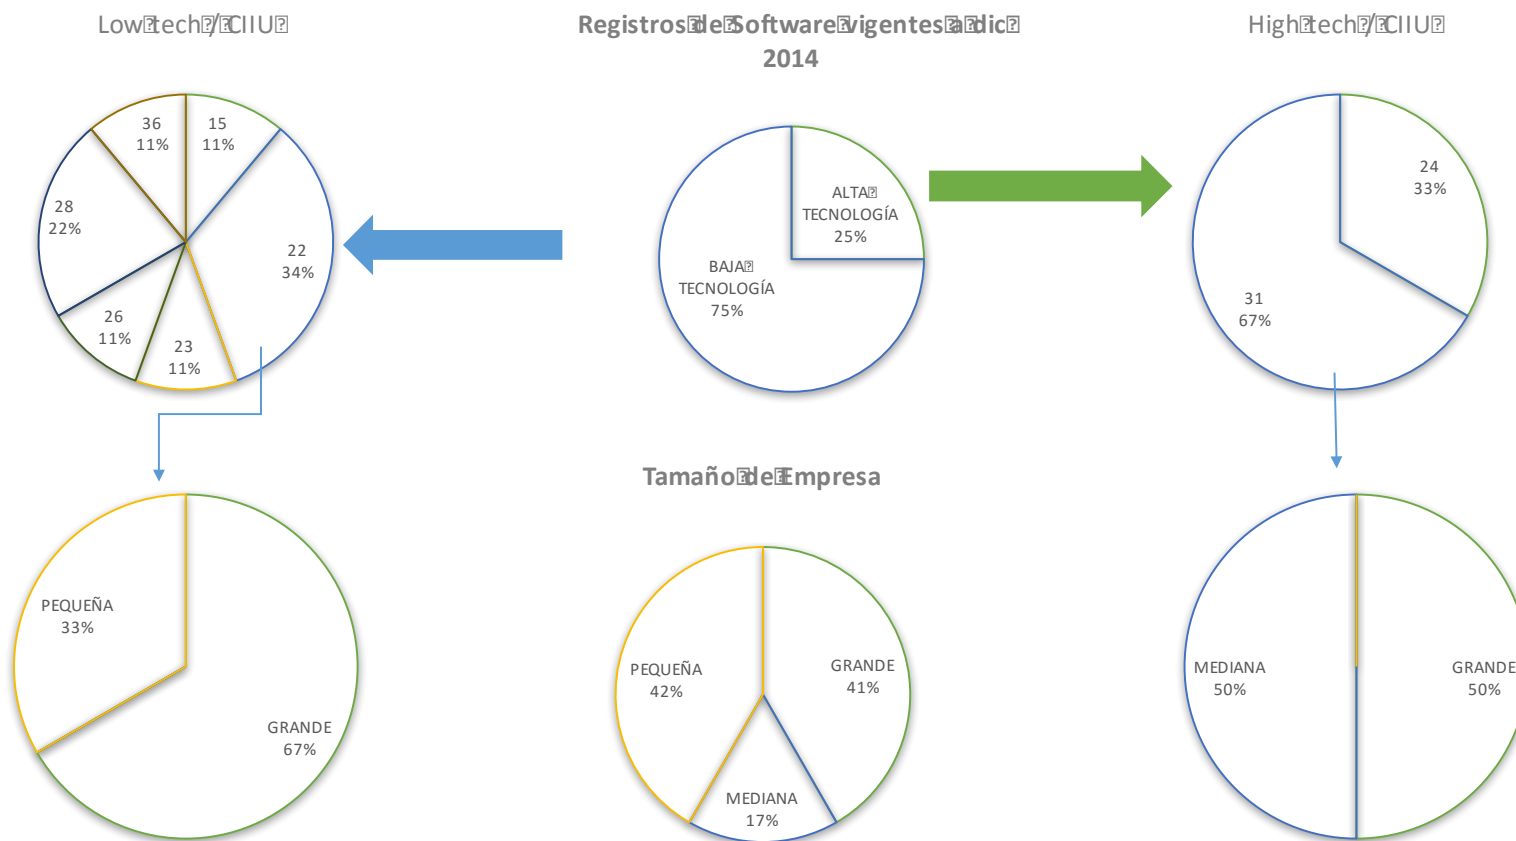 Low tech / CIIU
Registros de Software vigentes a dic
2014
High tech / CIIU
36
11%
15
11%
22
34%
23
11%
26
11%
28
22%
ALTA
TECNOLOGÍA
25%
BAJA
TECNOLOGÍA
75%
24
33%
31
67%
Tamaño de Empresa
PEQUEÑA
33%
GRANDE
67%
PEQUEÑA
42%
GRANDE
41%
MEDIANA
17%
MEDIANA
50%
GRANDE
50%